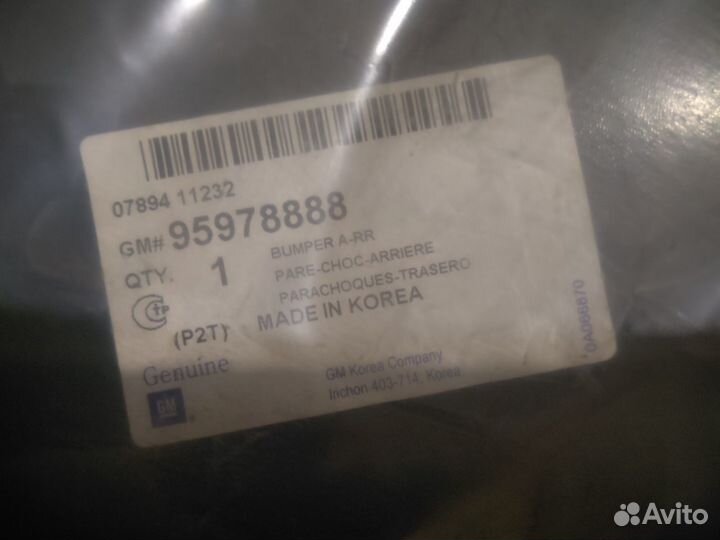 07894 11232
GM# 95978888
QTY. 1
BUMPER A-RR
PARE-CHOC-ARRIERE
PARACHOQUES-TRASERO
(P2T) MADE IN KOREA
Genuine
GM
GM Korea Company
Inchon 403-714, Korea
0A066870
Avito